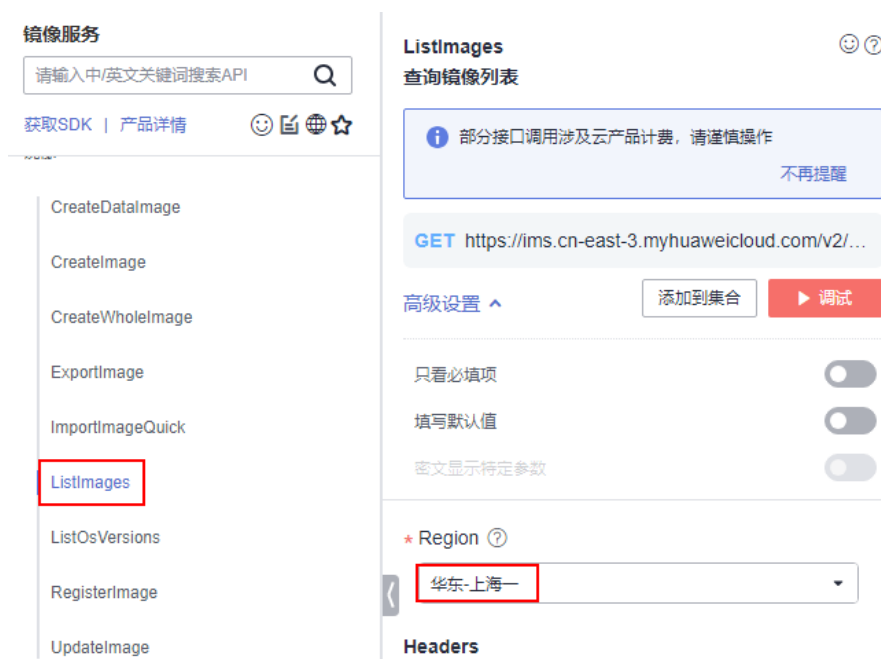 镜像服务
请输入中/英文关键词搜索API
获取SDK | 产品详情
CreateDataImage
CreateImage
CreateWholeImage
ExportImage
ImportImageQuick
ListImages
ListOsVersions
RegisterImage
UpdateImage
ListImages
查询镜像列表
部分接口调用涉及云产品计费，请谨慎操作
不再提醒
GET https://ims.cn-east-3.myhuaweicloud.com/v2/...
高级设置
添加到集合
调试
只看必填项
填写默认值
密文显示特定参数
* Region
华东-上海一
Headers